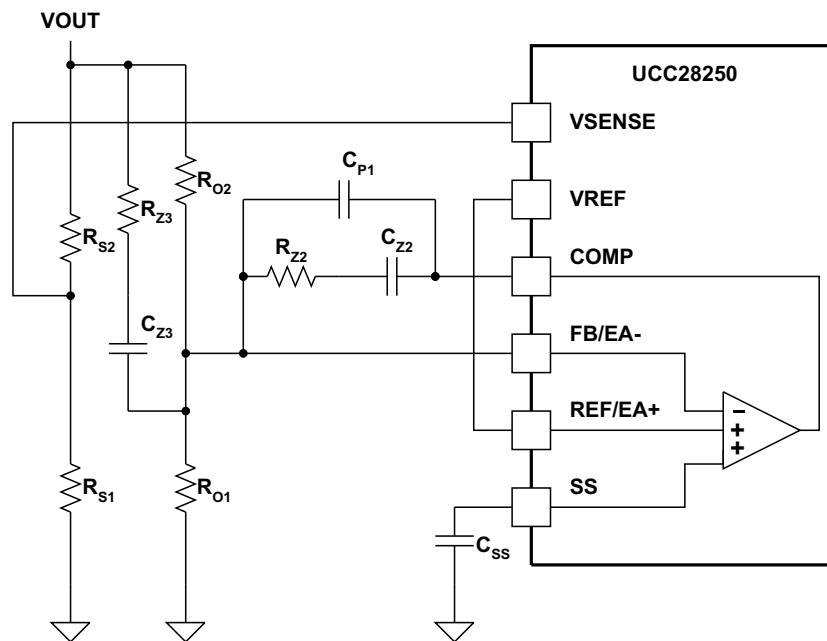 VOUT
UCC28250
VSENSE
CP1
RO2
VREF
RZ3
RZ2
CZ2
RS2
COMP
CZ3
FB/EA-
REF/EA+
−
+
+
RS1
RO1
SS
CSS